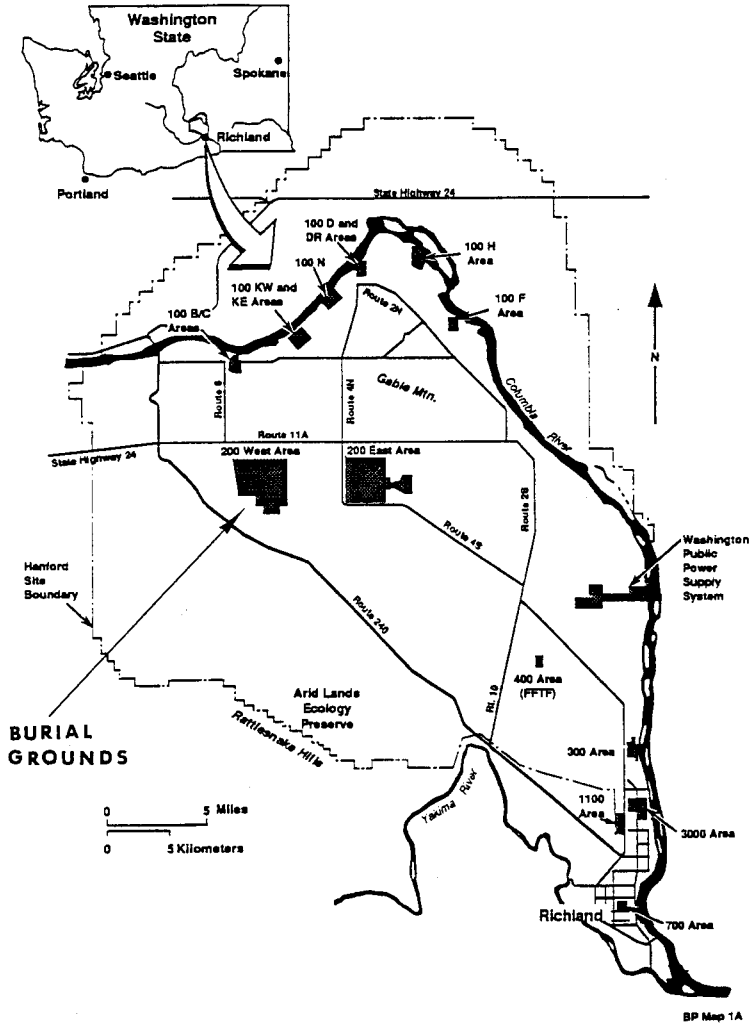 Washington
State
Seattle
Spokane
Richland
Portland
State Highway 24
100 D and
DR Areas
100 H
Area
100 N
100 KW and
KE Areas
Route 2N
100 F
Area
100 B/C
Areas
N
Route 6
Route 4N
Gable Mtn.
Columbia
River
Route 11A
State Highway 24
200 West Area
200 East Area
Route 2S
Route 4S
Washington
Public
Power
Supply
System
Hanford
Site
Boundary
Route 240
400 Area
(FFTF)
Rt. 10
Arid Lands
Ecology
Preserve
Rattlesnake Hills
BURIAL
GROUNDS
300 Area
1100
Area
3000 Area
Yakima River
0 5 Miles
0 5 Kilometers
Richland
700 Area
BP Map 1A